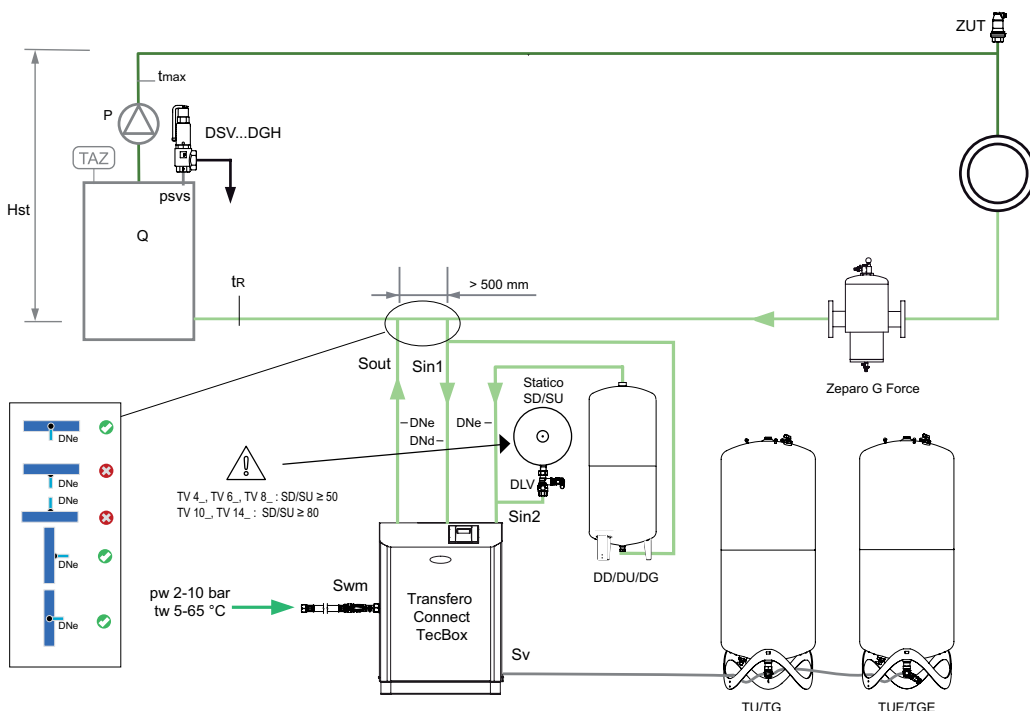 ZUT
tmax
P
DSV...DGH
TAZ
psvs
Hst
Q
tR
> 500 mm
Zeparo G Force
Sout
Sin1
Statico
SD/SU
DNe
DNd
DNe
DLV
Sin2
TV 4_, TV 6_, TV 8_ : SD/SU ≥ 50
TV 10_, TV 14_ : SD/SU ≥ 80
DNe
DNe
DNe
DNe
DNe
DD/DU/DG
pw 2-10 bar
tw 5-65 °C
Swm
Transfero
Connect
TecBox
Sv
TU/TG
TUE/TGE